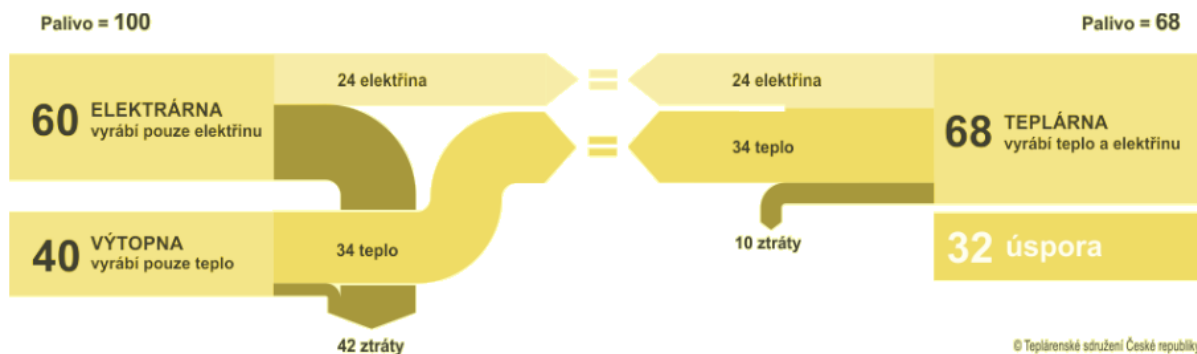 Palivo = 100
Palivo = 68
60 ELEKTRÁRNA
vyrábí pouze elektřinu
24 elektřina
=
24 elektřina
68 TEPLÁRNA
vyrábí teplo a elektřinu
=
34 teplo
40 VÝTOPNA
vyrábí pouze teplo
34 teplo
10 ztráty
32 úspora
42 ztráty
© Teplárenské sdružení České republiky